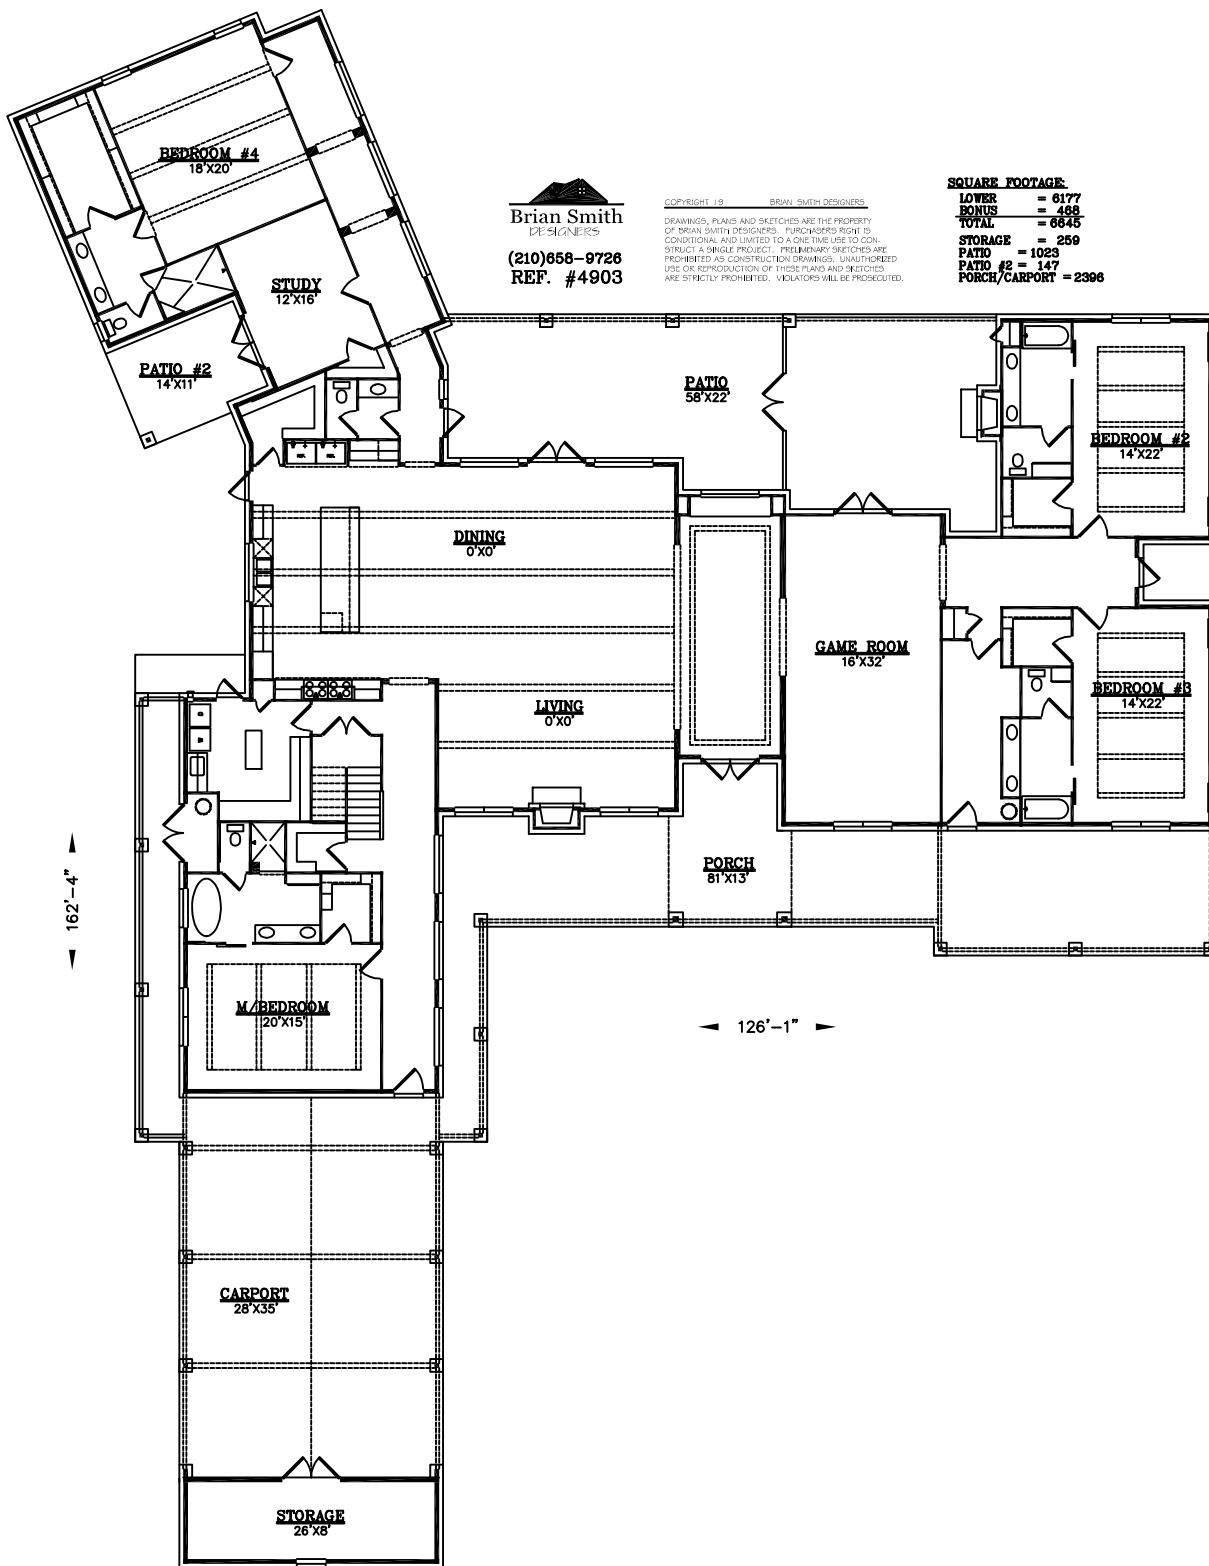 BEDROOM #4
18'X20'
STUDY
12'X16'
PATIO #2
14'X11'
Brian Smith
DESIGNERS
(210)658-9726
REF. #4903
COPYRIGHT 19 BRIAN SMITH DESIGNERS
DRAWINGS, PLANS AND SKETCHES ARE THE PROPERTY
OF BRIAN SMITH DESIGNERS. PURCHASERS RIGHT IS
CONDITIONAL AND LIMITED TO A ONE TIME USE TO CON-
STRUCT A SINGLE PROJECT. PRELIMENARY SKETCHES ARE
PROHIBITED AS CONSTRUCTION DRAWINGS. UNAUTHORIZED
USE OR REPRODUCTION OF THESE PLANS AND SKETCHES
ARE STRICTLY PROHIBITED. VIOLATORS WILL BE PROSECUTED.
SQUARE FOOTAGE:
LOWER = 6177
BONUS = 468
TOTAL = 6645
STORAGE = 259
PATIO = 1023
PATIO #2 = 147
PORCH/CARPORT = 2396
PATIO
58'X22'
BEDROOM #2
14'X22'
REF. REF.
DINING
0'X0'
GAME ROOM
16'X32'
BEDROOM #3
14'X22'
LIVING
0'X0'
D
W
PORCH
81'X13'
162'-4"
M/BEDROOM
20'X15'
126'-1"
CARPORT
28'X35'
STORAGE
26'X8'